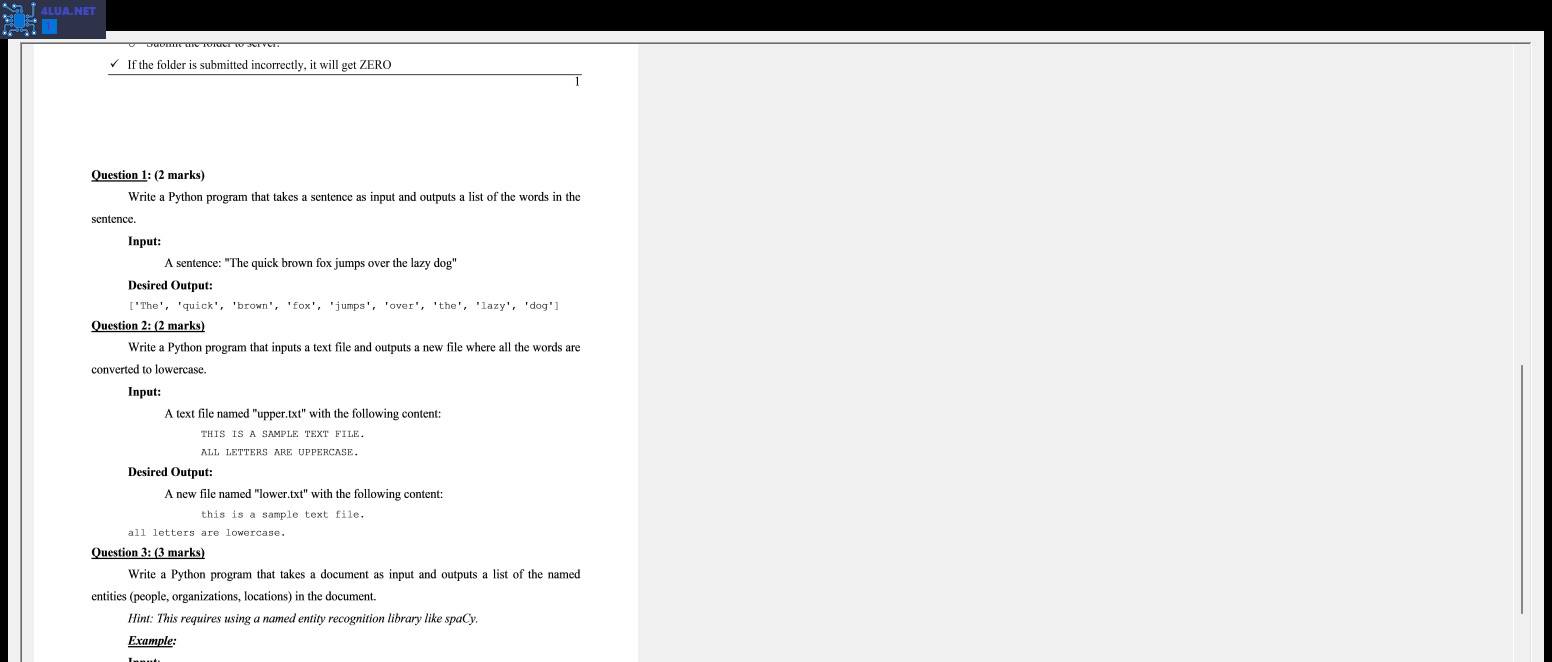 4LUA.NET
1
Submit the folder to server.
✓ If the folder is submitted incorrectly, it will get ZERO
1
Question 1: (2 marks)
Write a Python program that takes a sentence as input and outputs a list of the words in the
sentence.
Input:
A sentence: "The quick brown fox jumps over the lazy dog"
Desired Output:
['The', 'quick', 'brown', 'fox', 'jumps', 'over', 'the', 'lazy', 'dog']
Question 2: (2 marks)
Write a Python program that inputs a text file and outputs a new file where all the words are
converted to lowercase.
Input:
A text file named "upper.txt" with the following content:
THIS IS A SAMPLE TEXT FILE.
ALL LETTERS ARE UPPERCASE.
Desired Output:
A new file named "lower.txt" with the following content:
this is a sample text file.
all letters are lowercase.
Question 3: (3 marks)
Write a Python program that takes a document as input and outputs a list of the named
entities (people, organizations, locations) in the document.
Hint: This requires using a named entity recognition library like spaCy.
Example:
Input: